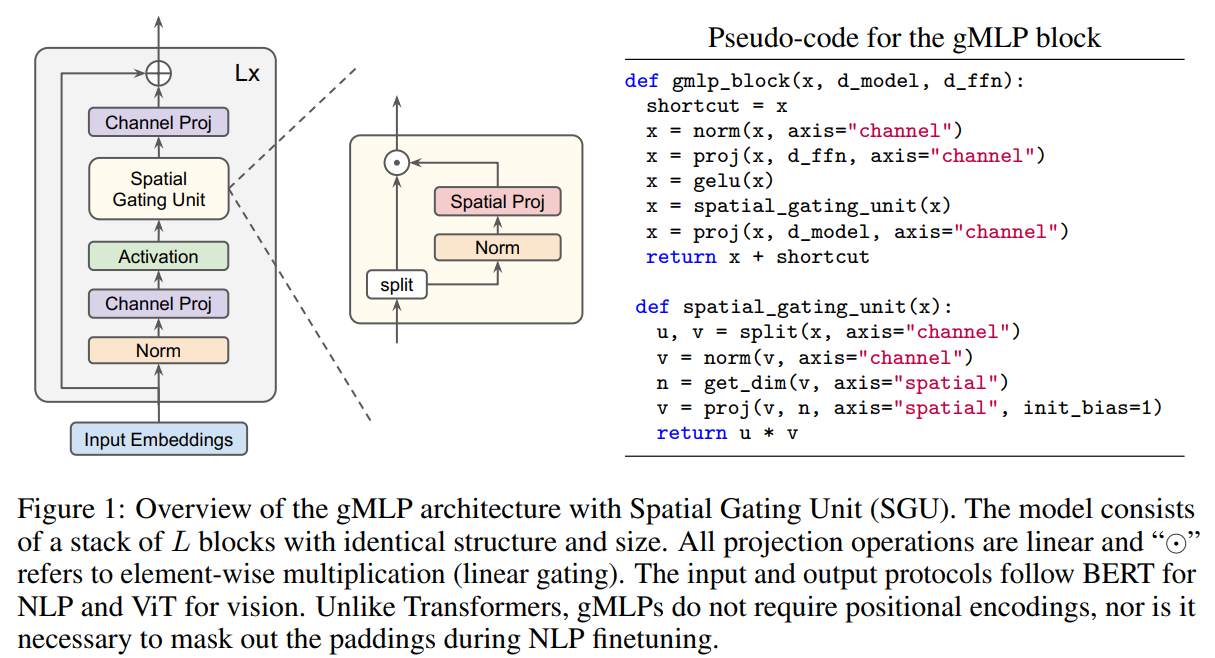 Lx
Channel Proj
Spatial
Gating Unit
Activation
Channel Proj
Norm
Input Embeddings
Spatial Proj
Norm
split
Pseudo-code for the gMLP block
def gmlp_block(x, d_model, d_ffn):
  shortcut = x
  x = norm(x, axis="channel")
  x = proj(x, d_ffn, axis="channel")
  x = gelu(x)
  x = spatial_gating_unit(x)
  x = proj(x, d_model, axis="channel")
  return x + shortcut
def spatial_gating_unit(x):
  u, v = split(x, axis="channel")
  v = norm(v, axis="channel")
  n = get_dim(v, axis="spatial")
  v = proj(v, n, axis="spatial", init_bias=1)
  return u * v
Figure 1: Overview of the gMLP architecture with Spatial Gating Unit (SGU). The model consists
of a stack of L blocks with identical structure and size. All projection operations are linear and “⊙”
refers to element-wise multiplication (linear gating). The input and output protocols follow BERT for
NLP and ViT for vision. Unlike Transformers, gMLPs do not require positional encodings, nor is it
necessary to mask out the paddings during NLP finetuning.